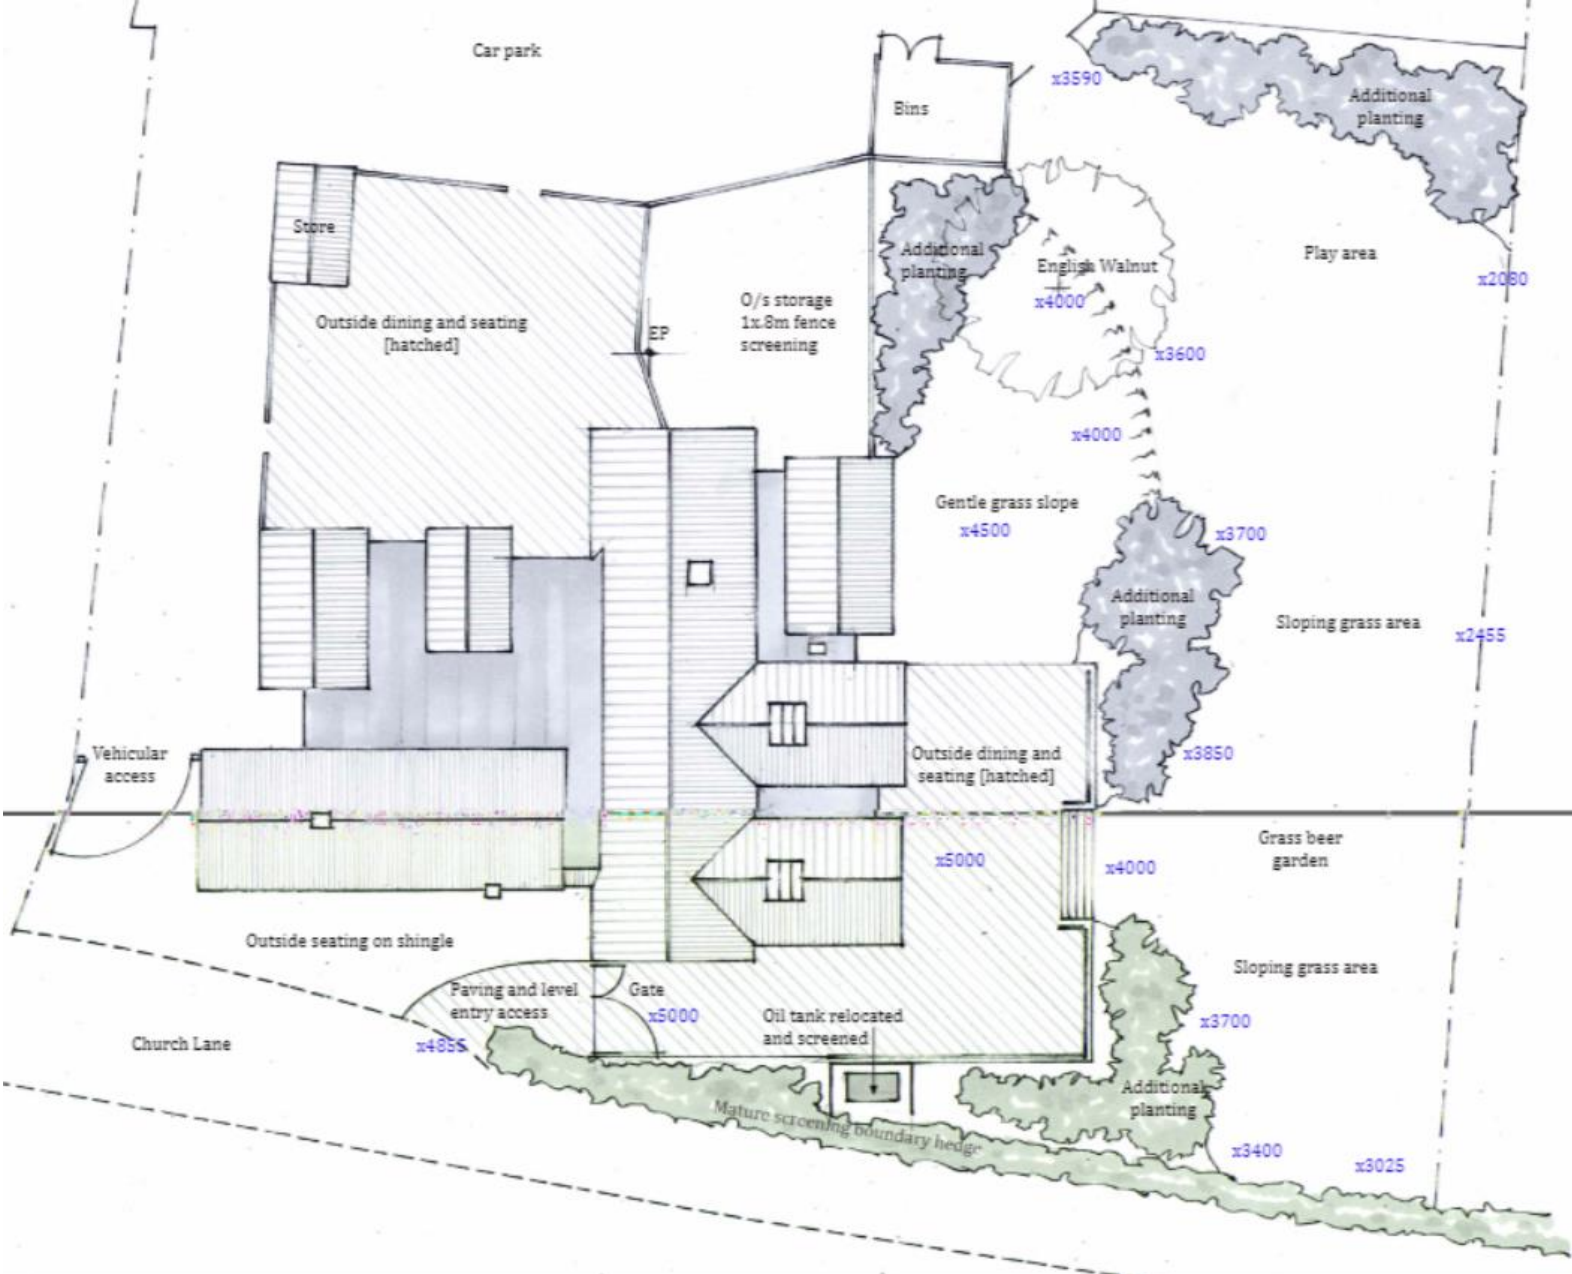 Car park
x3590
Additional
planting
Bins
Store
Additional
planting
English Walnut
x4000
Play area
x2080
Outside dining and seating
[hatched]
EP
O/s storage
1x.8m fence
screening
x3600
x4000
Gentle grass slope
x4500
x3700
Additional
planting
Sloping grass area
x2455
Vehicular
access
Outside dining and
seating [hatched]
x3850
x5000
x4000
Grass beer
garden
Outside seating on shingle
Sloping grass area
Paving and level
entry access
Gate
x5000
Oil tank relocated
and screened
x3700
Church Lane
x4855
Additional
planting
Mature screening boundary hedge
x3400
x3025